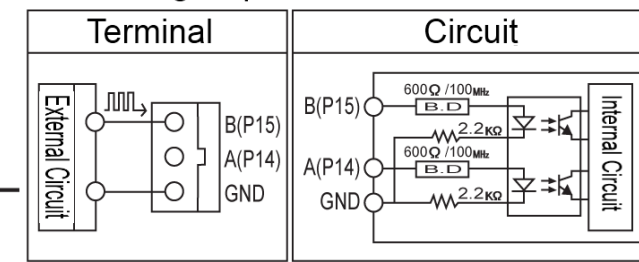 Terminal
Circuit
External Circuit
B(P15)
A(P14)
GND
B(P15)
A(P14)
GND
600Ω /100MHz
B.D
2.2KΩ
600Ω /100MHz
B.D
2.2KΩ
Internal Circuit